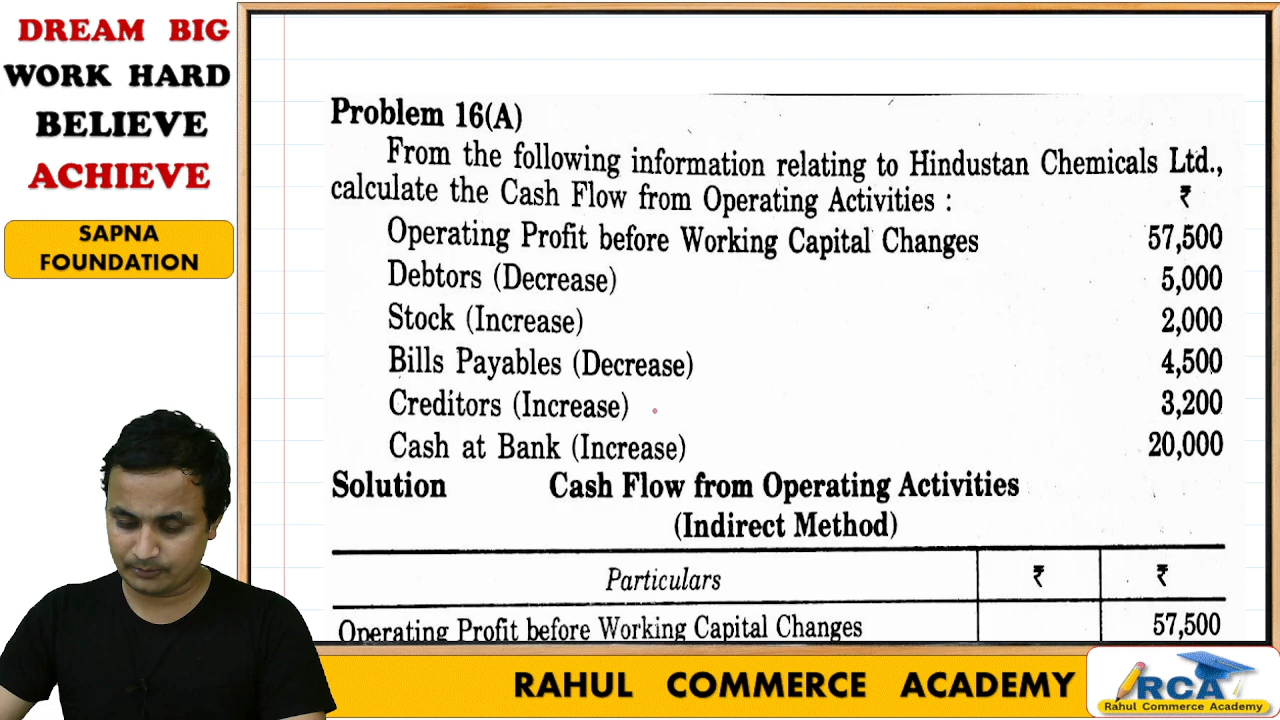 DREAM BIG
WORK HARD
BELIEVE
ACHIEVE
SAPNA
FOUNDATION
Problem 16(A)
From the following information relating to Hindustan Chemicals Ltd.,
calculate the Cash Flow from Operating Activities : ₹
Operating Profit before Working Capital Changes 57,500
Debtors (Decrease) 5,000
Stock (Increase) 2,000
Bills Payables (Decrease) 4,500
Creditors (Increase) 3,200
Cash at Bank (Increase) 20,000
Solution Cash Flow from Operating Activities
(Indirect Method)
Particulars ₹ ₹
Operating Profit before Working Capital Changes 57,500
RAHUL COMMERCE ACADEMY
RCA
Rahul Commerce Academy